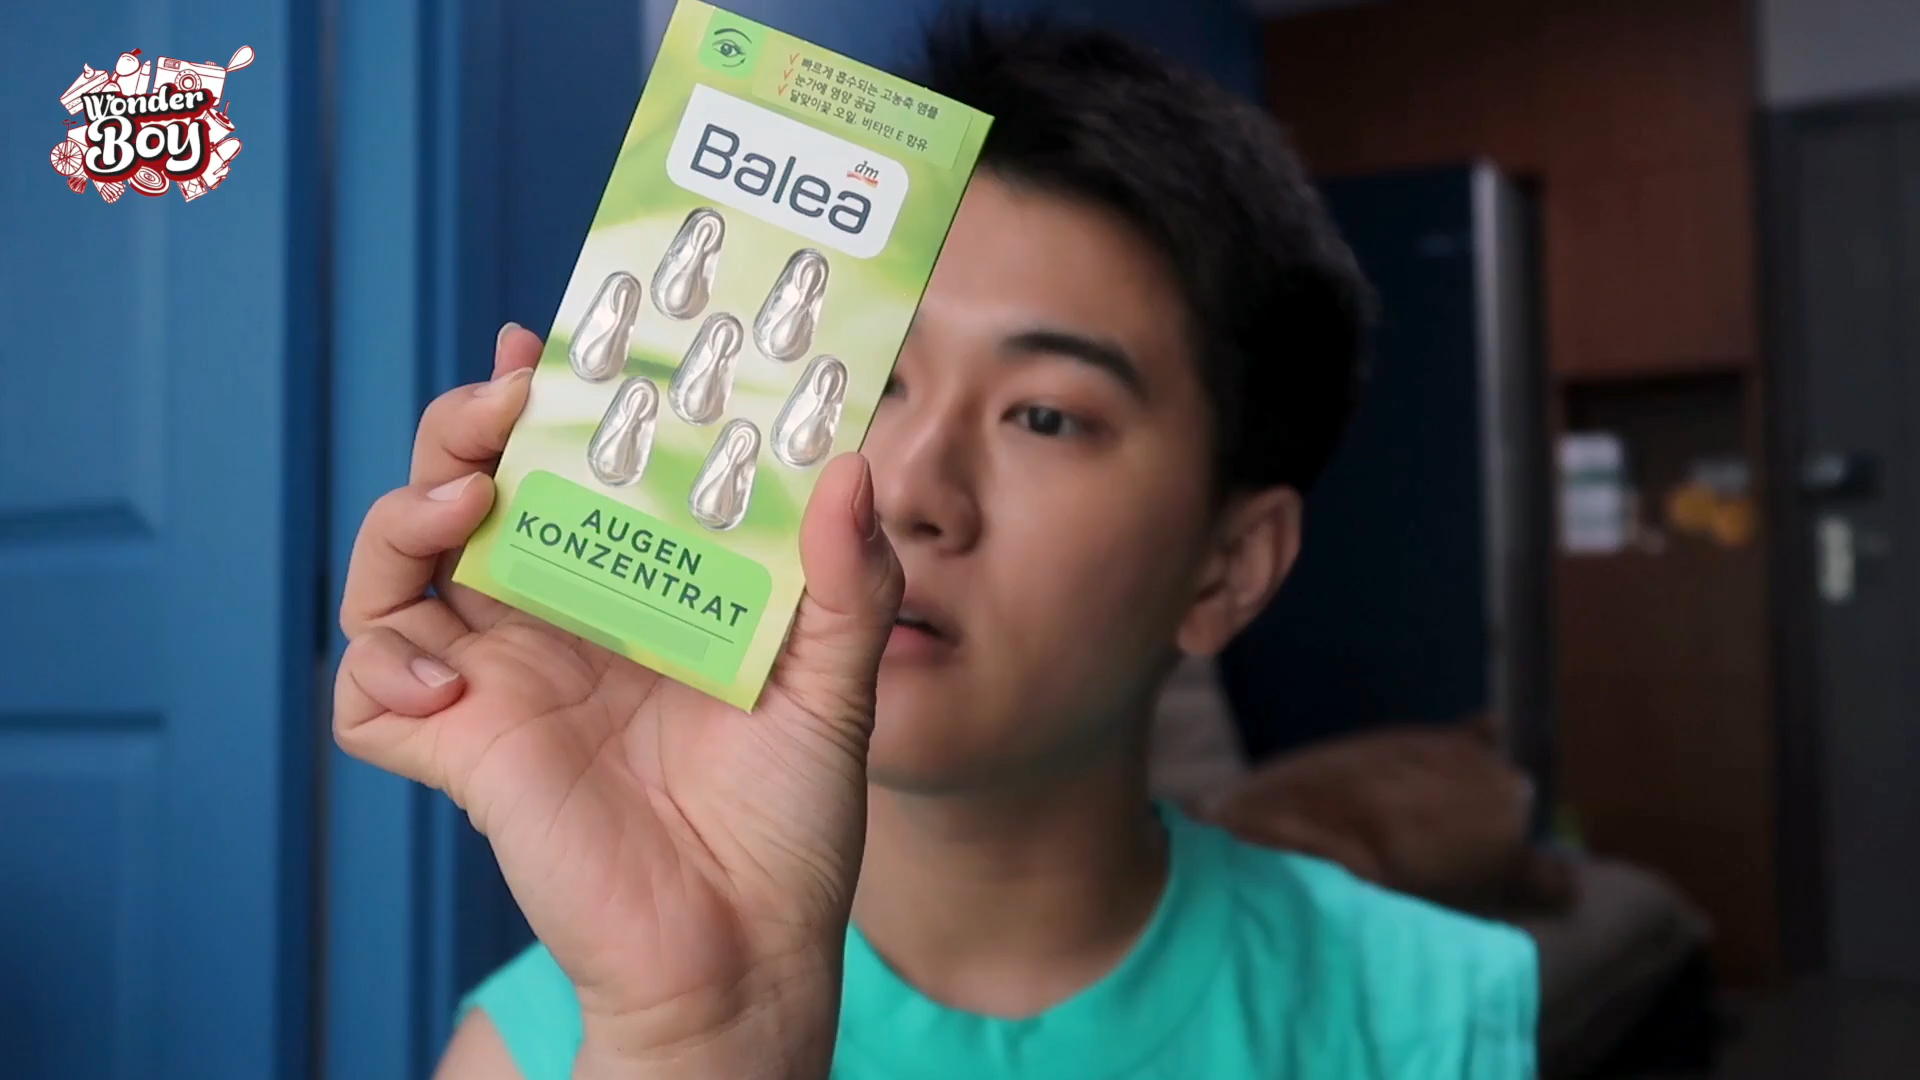 Wonder
Boy
√ 빠르게 흡수되는 고농축 앰플
√ 눈가에 영양 공급
√ 달맞이꽃 오일, 비타민 E 함유
Balea
dm
AUGEN
KONZENTRAT